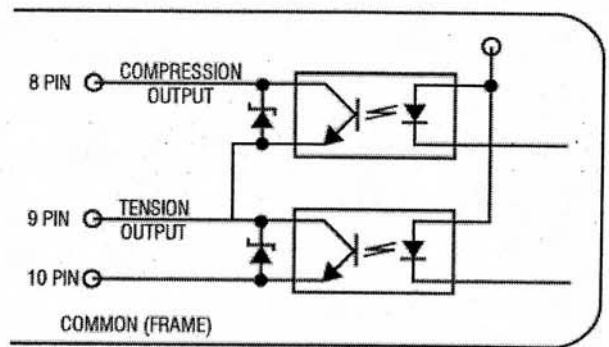 COMPRESSION
8 PIN
OUTPUT
TENSION
9 PIN
OUTPUT
10 PIN
COMMON (FRAME)